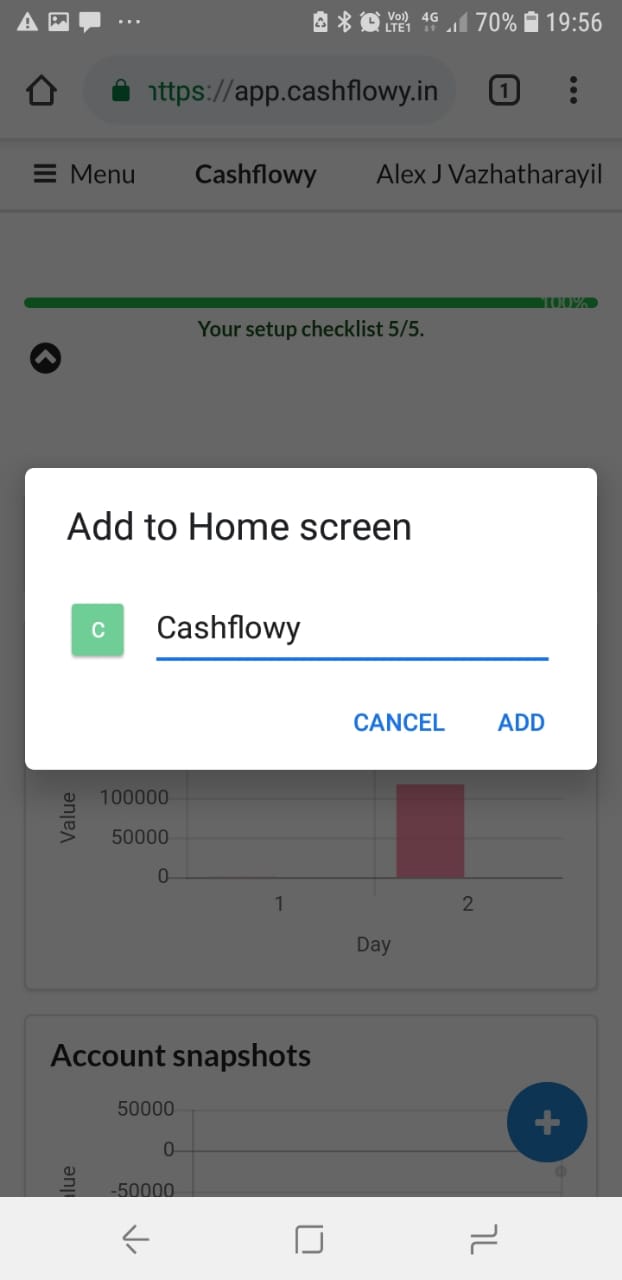 Vo)) LTE1 4G 70% 19:56
https://app.cashflowy.in 1
Menu Cashflowy Alex J Vazhatharayil
100%
Your setup checklist 5/5.
Add to Home screen
C Cashflowy
CANCEL ADD
Value
100000
50000
0
1 2
Day
Account snapshots
50000
0
-50000
lue